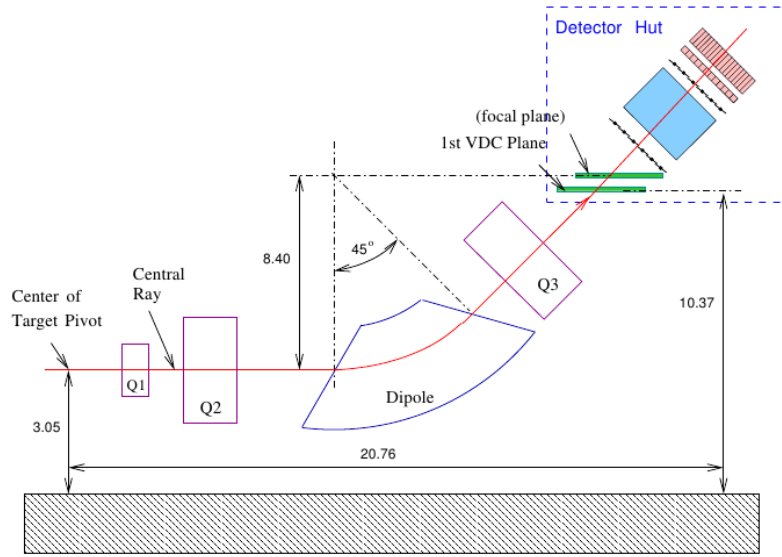 Detector Hut
(focal plane)
1st VDC Plane
45°
8.40
Central
Ray
Q3
Center of
Target Pivot
10.37
Q1
Q2
Dipole
3.05
20.76